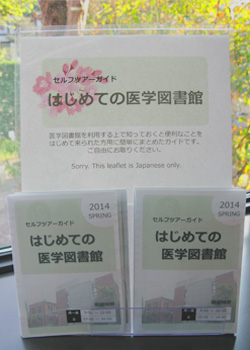 セルフツアーガイド
はじめての医学図書館
医学図書館を利用する上で知っておくと便利なことを
はじめて来られた方用に簡単にまとめたガイドです。
ご自由にお取りください。
Sorry. This leaflet is Japanese only.
2014
SPRING
セルフツアーガイド
はじめての
医学図書館
2014
SPRING
セルフツアーガイド
はじめての
医学図書館